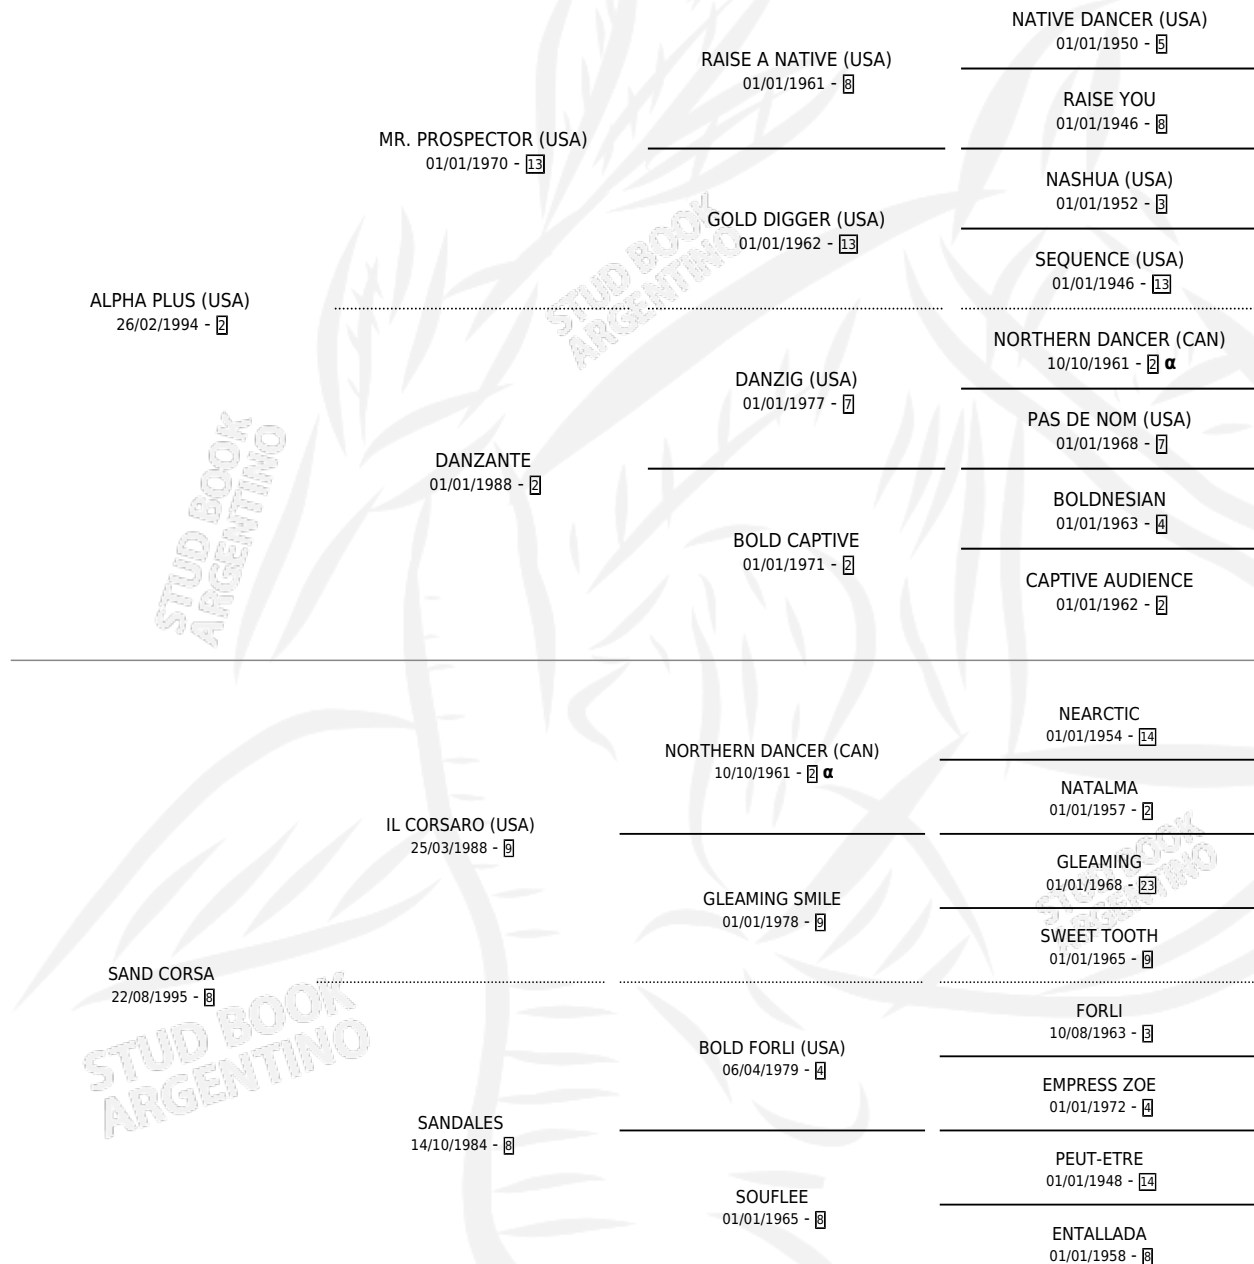 NATIVE DANCER (USA)
01/01/1950 - 5
RAISE A NATIVE (USA)
01/01/1961 - 8
RAISE YOU
01/01/1946 - 8
MR. PROSPECTOR (USA)
01/01/1970 - 13
NASHUA (USA)
01/01/1952 - 3
GOLD DIGGER (USA)
01/01/1962 - 13
SEQUENCE (USA)
01/01/1946 - 13
ALPHA PLUS (USA)
26/02/1994 - 2
NORTHERN DANCER (CAN)
10/10/1961 - 2 α
DANZIG (USA)
01/01/1977 - 7
PAS DE NOM (USA)
01/01/1968 - 7
DANZANTE
01/01/1988 - 2
BOLDNESIAN
01/01/1963 - 4
BOLD CAPTIVE
01/01/1971 - 2
CAPTIVE AUDIENCE
01/01/1962 - 2
NEARCTIC
01/01/1954 - 14
NORTHERN DANCER (CAN)
10/10/1961 - 2 α
NATALMA
01/01/1957 - 2
IL CORSARO (USA)
25/03/1988 - 9
GLEAMING
01/01/1968 - 23
GLEAMING SMILE
01/01/1978 - 9
SWEET TOOTH
01/01/1965 - 9
SAND CORSA
22/08/1995 - 8
FORLI
10/08/1963 - 3
BOLD FORLI (USA)
06/04/1979 - 4
EMPRESS ZOE
01/01/1972 - 4
SANDALES
14/10/1984 - 8
PEUT-ETRE
01/01/1948 - 14
SOUFLEE
01/01/1965 - 8
ENTALLADA
01/01/1958 - 8
STUD BOOK
ARGENTINO
STUD BOOK
ARGENTINO
STUD BOOK
ARGENTINO
STUD BOOK
ARGENTINO